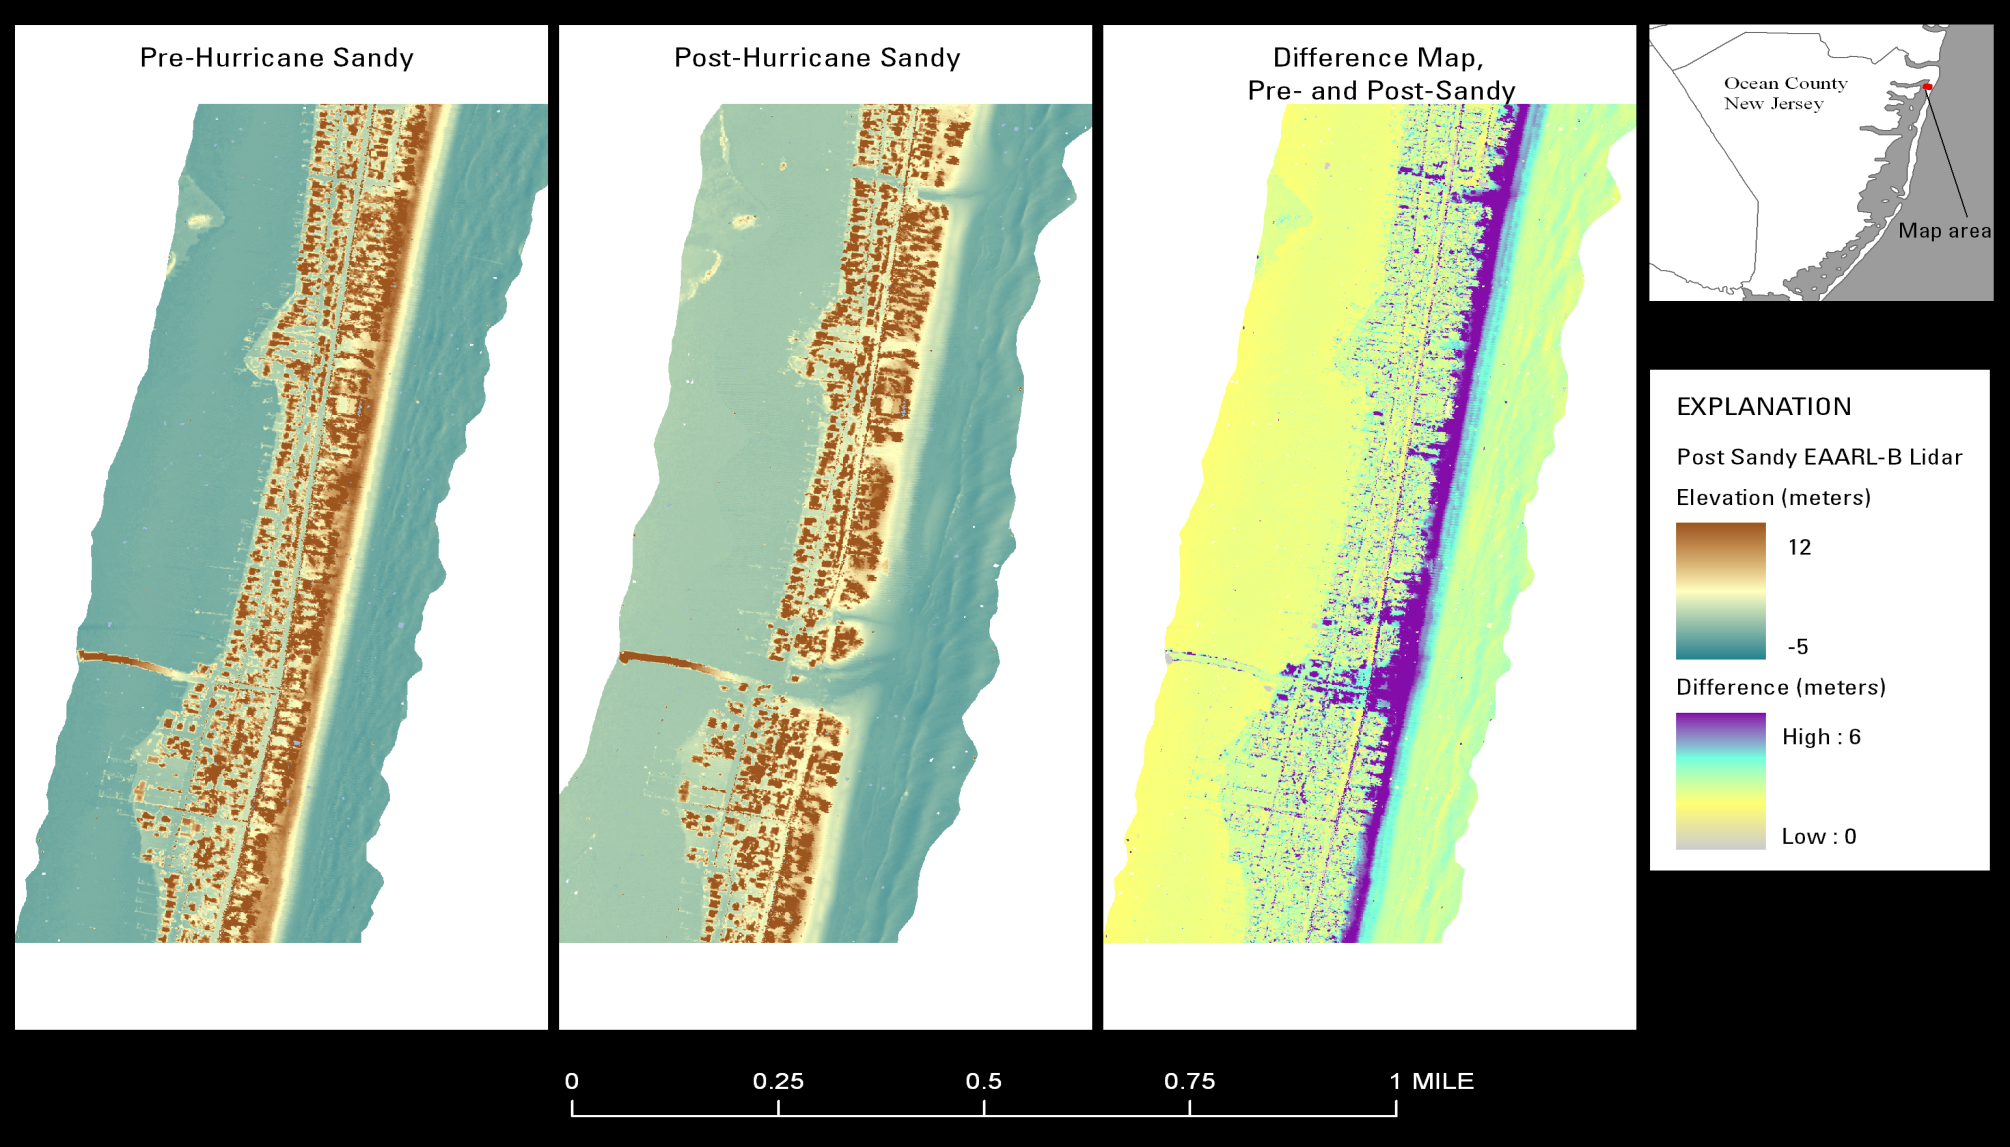 Pre-Hurricane Sandy
Post-Hurricane Sandy
Difference Map,
Pre- and Post-Sandy
Ocean County
New Jersey
Map area
EXPLANATION
Post Sandy EAARL-B Lidar
Elevation (meters)
12
-5
Difference (meters)
High : 6
Low : 0
0 0.25 0.5 0.75 1 MILE